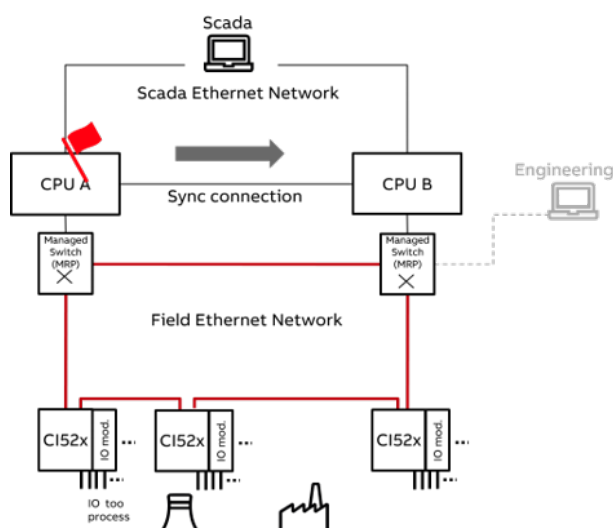 Scada
Scada Ethernet Network
CPU A
CPU B
Sync connection
Engineering
Managed
Switch
(MRP)
Managed
Switch
(MRP)
Field Ethernet Network
CI52x
IO mod.
CI52x
IO mod.
CI52x
IO mod.
IO too
process